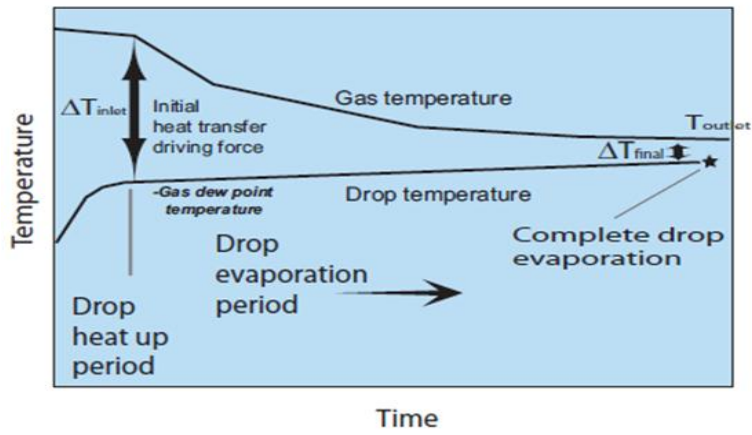 Temperature
ΔTinlet
Initial
heat transfer
driving force
Gas temperature
Toutlet
ΔTfinal
-Gas dew point
temperature
Drop temperature
Complete drop
evaporation
Drop
evaporation
period
Drop
heat up
period
Time